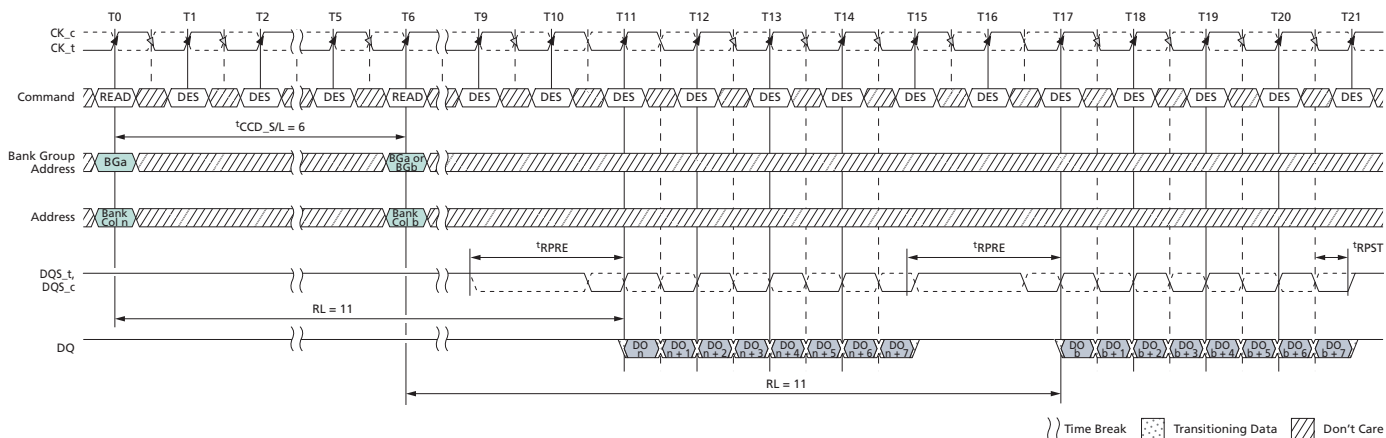 T0 T1 T2 T5 T6 T9 T10 T11 T12 T13 T14 T15 T16 T17 T18 T19 T20 T21
CK_c
CK_t
Command READ DES DES DES READ DES DES DES DES DES DES DES DES DES DES DES DES DES
tCCD_S/L = 6
Bank Group
Address
BGa
BGa or
BGb
Address
Bank
Col n
Bank
Col b
tRPRE tRPRE tRPST
DQS_t,
DQS_c
RL = 11
DQ
DO
n
DO
n + 1
DO
n + 2
DO
n + 3
DO
n + 4
DO
n + 5
DO
n + 6
DO
n + 7
DO
b
DO
b + 1
DO
b + 2
DO
b + 3
DO
b + 4
DO
b + 5
DO
b + 6
DO
b + 7
RL = 11
Time Break Transitioning Data Don't Care